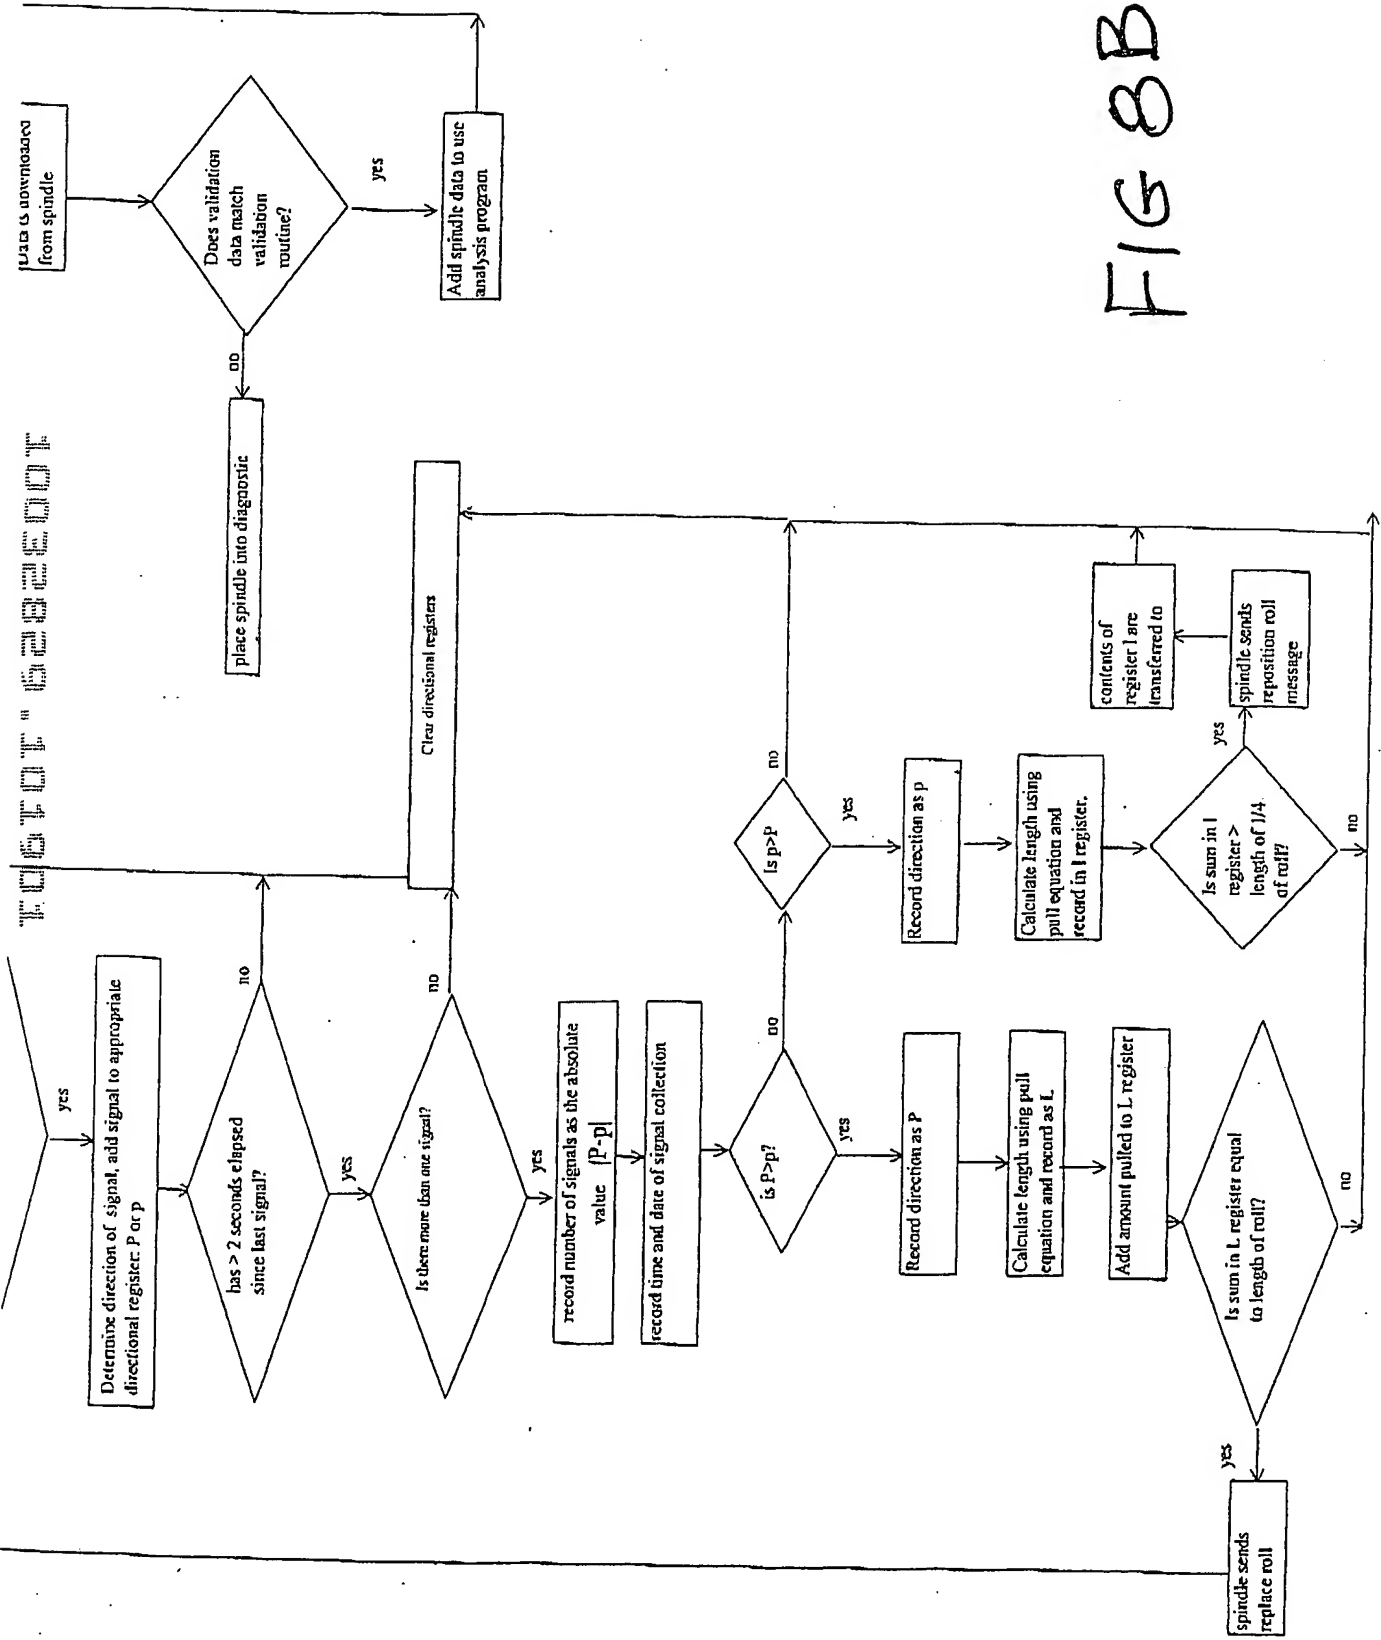 Data is downloaded
from spindle
Does validation
data match
validation
routine?
no
yes
place spindle into diagnostic
Add spindle data to use
analysis program
10032829.101901
yes
Determine direction of signal, add signal to appropriate
directional register. P or p
has > 2 seconds elapsed
since last signal?
no
yes
Is there more than one signal?
no
yes
Clear directional registers
record number of signals as the absolute
value |P-p|
record time and date of signal collection
is P>p?
no
yes
Is p>P
no
yes
Record direction as P
Record direction as p
Calculate length using pull
equation and record as L.
Calculate length using
pull equation and
record in l register.
Add amount pulled to L register
Is sum in L register equal
to length of roll?
yes
no
Is sum in l
register >
length of 1/4
of roll?
yes
no
contents of
register l are
transferred to
spindle sends
reposition roll
message
spindle sends
replace roll
FIG 8B